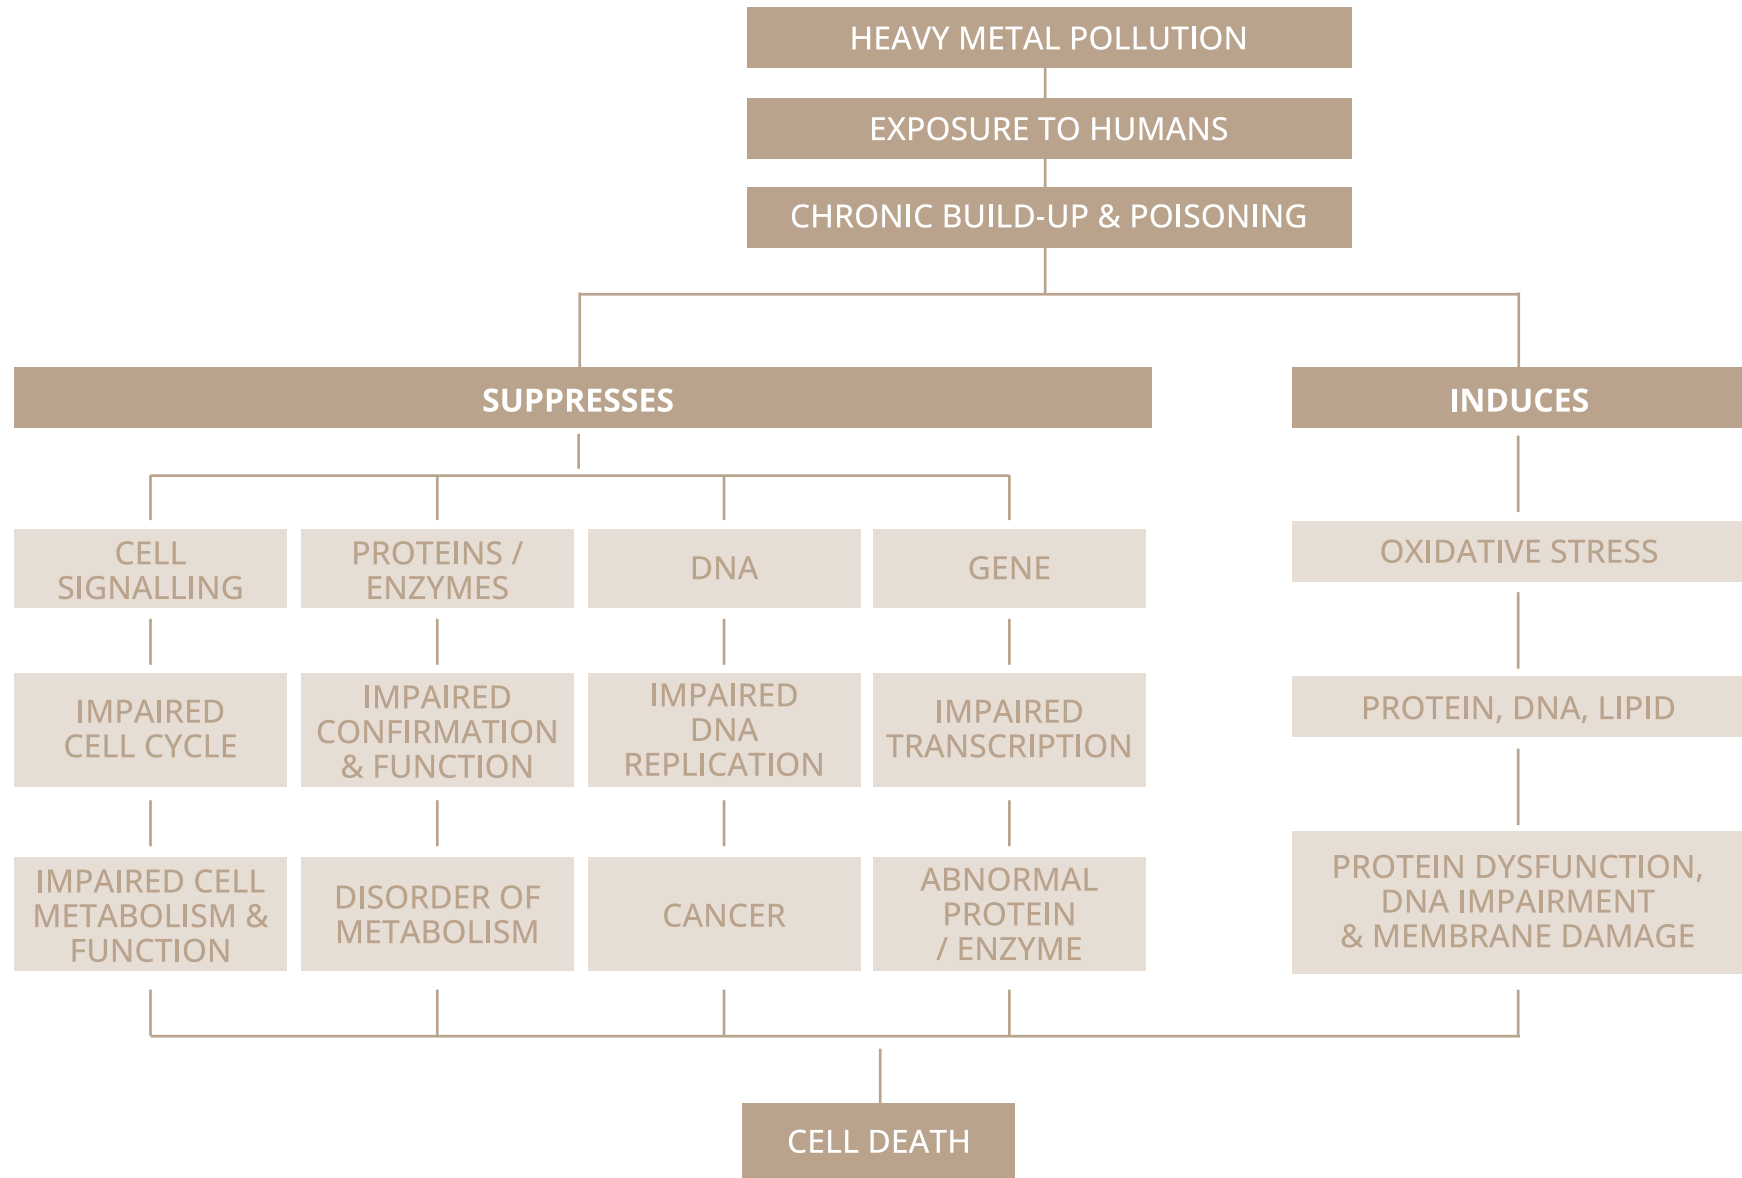 HEAVY METAL POLLUTION
EXPOSURE TO HUMANS
CHRONIC BUILD-UP & POISONING
SUPPRESSES
INDUCES
CELL
SIGNALLING
PROTEINS /
ENZYMES
DNA
GENE
OXIDATIVE STRESS
IMPAIRED
CELL CYCLE
IMPAIRED
CONFIRMATION
& FUNCTION
IMPAIRED
DNA
REPLICATION
IMPAIRED
TRANSCRIPTION
PROTEIN, DNA, LIPID
IMPAIRED CELL
METABOLISM &
FUNCTION
DISORDER OF
METABOLISM
CANCER
ABNORMAL
PROTEIN
/ ENZYME
PROTEIN DYSFUNCTION,
DNA IMPAIRMENT
& MEMBRANE DAMAGE
CELL DEATH